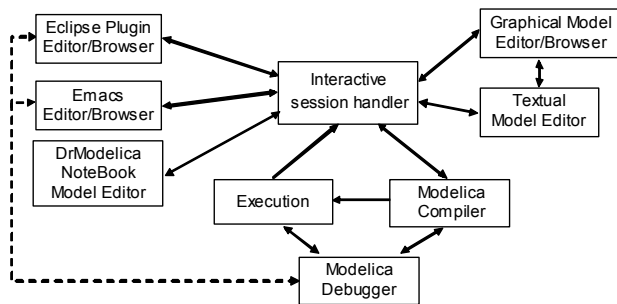 Eclipse Plugin
Editor/Browser
Graphical Model
Editor/Browser
Interactive
session handler
Emacs
Editor/Browser
Textual
Model Editor
DrModelica
NoteBook
Model Editor
Execution
Modelica
Compiler
Modelica
Debugger